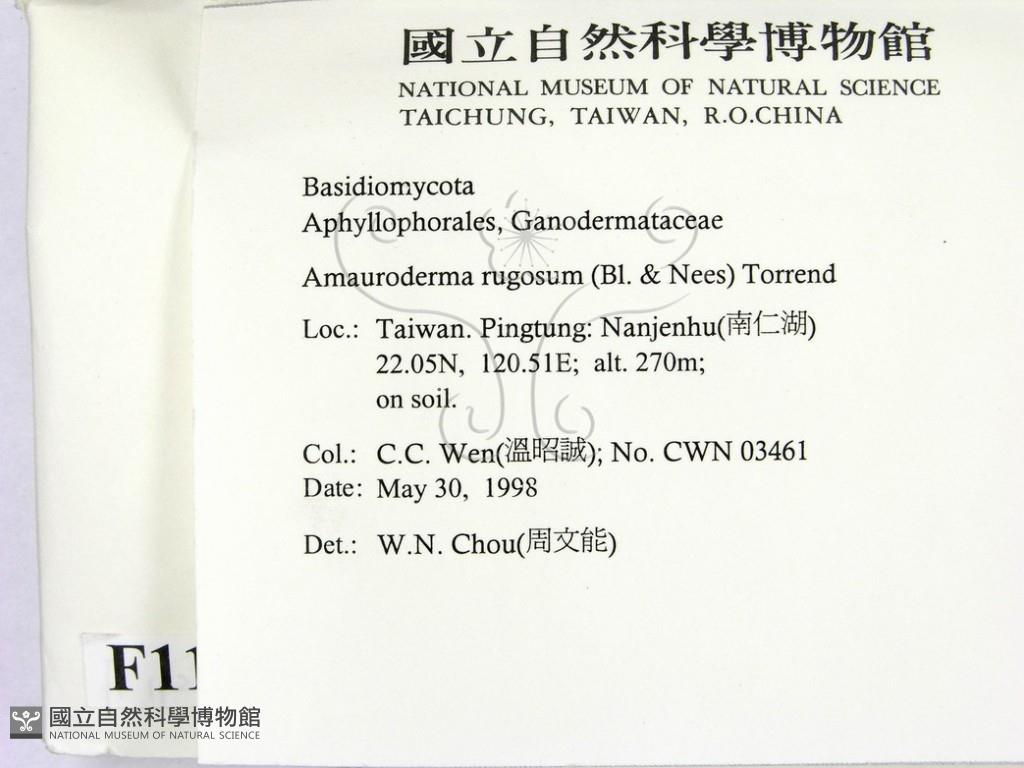 國立自然科學博物館
NATIONAL MUSEUM OF NATURAL SCIENCE
TAICHUNG, TAIWAN, R.O.CHINA
Basidiomycota
Aphyllophorales, Ganodermataceae
Amauroderma rugosum (Bl. & Nees) Torrend
Loc.: Taiwan. Pingtung: Nanjenhu(南仁湖)
22.05N, 120.51E; alt. 270m;
on soil.
Col.: C.C. Wen(溫昭誠); No. CWN 03461
Date: May 30, 1998
Det.: W.N. Chou(周文能)
國立自然科學博物館
NATIONAL MUSEUM OF NATURAL SCIENCE